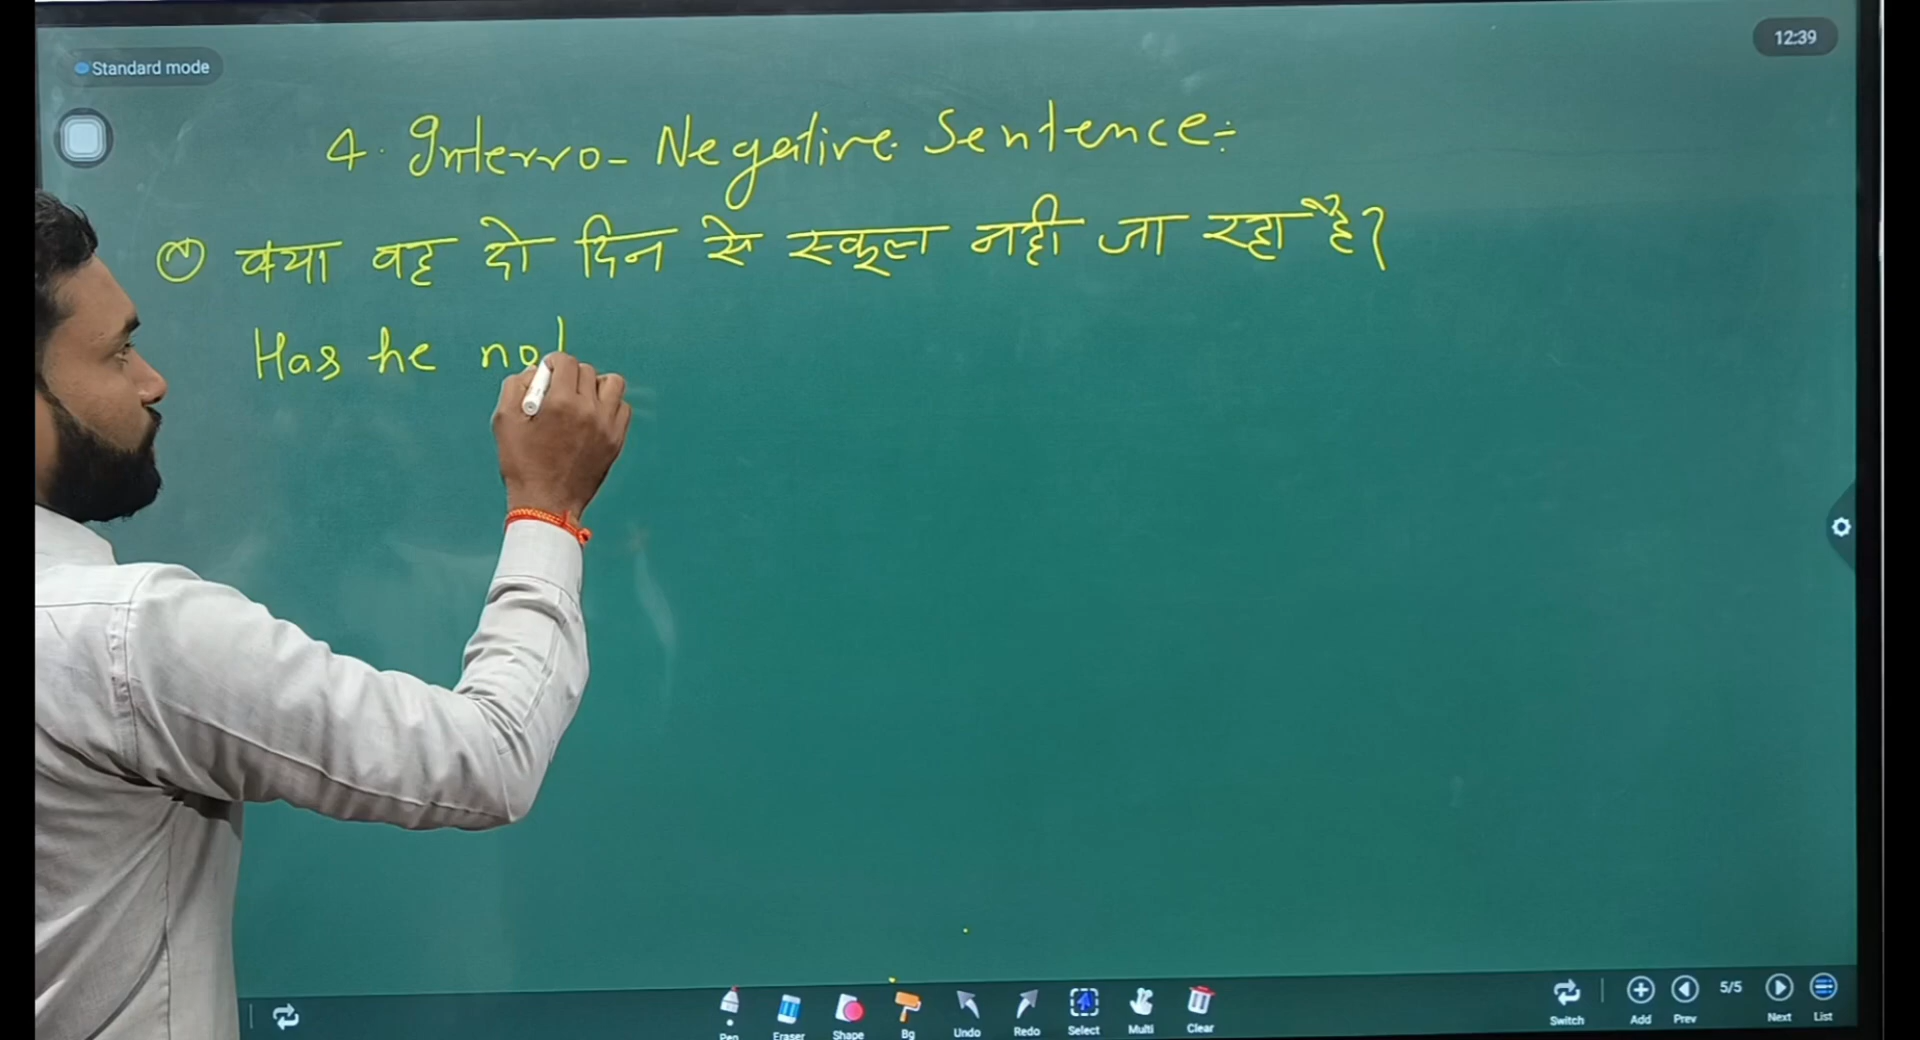 Standard mode
12:39
4. Interro-Negative Sentence:-
क्या वह दो दिन से स्कूल नहीं जा रहा है?
Has he not
Pen Eraser Shape Bg Undo Redo Select Multi Clear Switch Add Prev 5/5 Next List